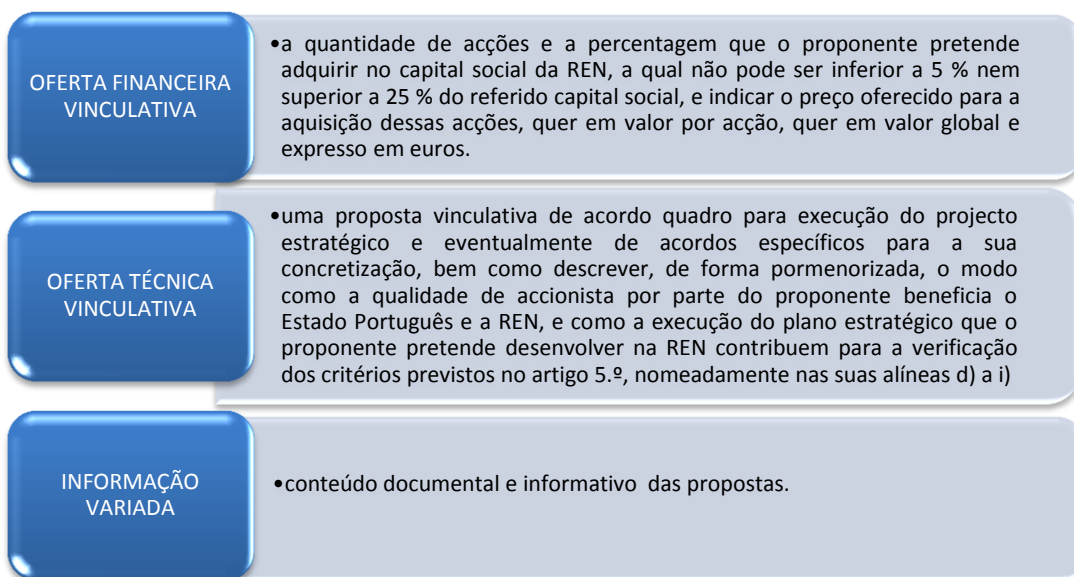 OFERTA FINANCEIRA
VINCULATIVA
•a quantidade de acções e a percentagem que o proponente pretende
adquirir no capital social da REN, a qual não pode ser inferior a 5 % nem
superior a 25 % do referido capital social, e indicar o preço oferecido para a
aquisição dessas acções, quer em valor por acção, quer em valor global e
expresso em euros.
OFERTA TÉCNICA
VINCULATIVA
•uma proposta vinculativa de acordo quadro para execução do projecto
estratégico e eventualmente de acordos específicos para a sua
concretização, bem como descrever, de forma pormenorizada, o modo
como a qualidade de accionista por parte do proponente beneficia o
Estado Português e a REN, e como a execução do plano estratégico que o
proponente pretende desenvolver na REN contribuem para a verificação
dos critérios previstos no artigo 5.º, nomeadamente nas suas alíneas d) a i)
INFORMAÇÃO
VARIADA
•conteúdo documental e informativo das propostas.